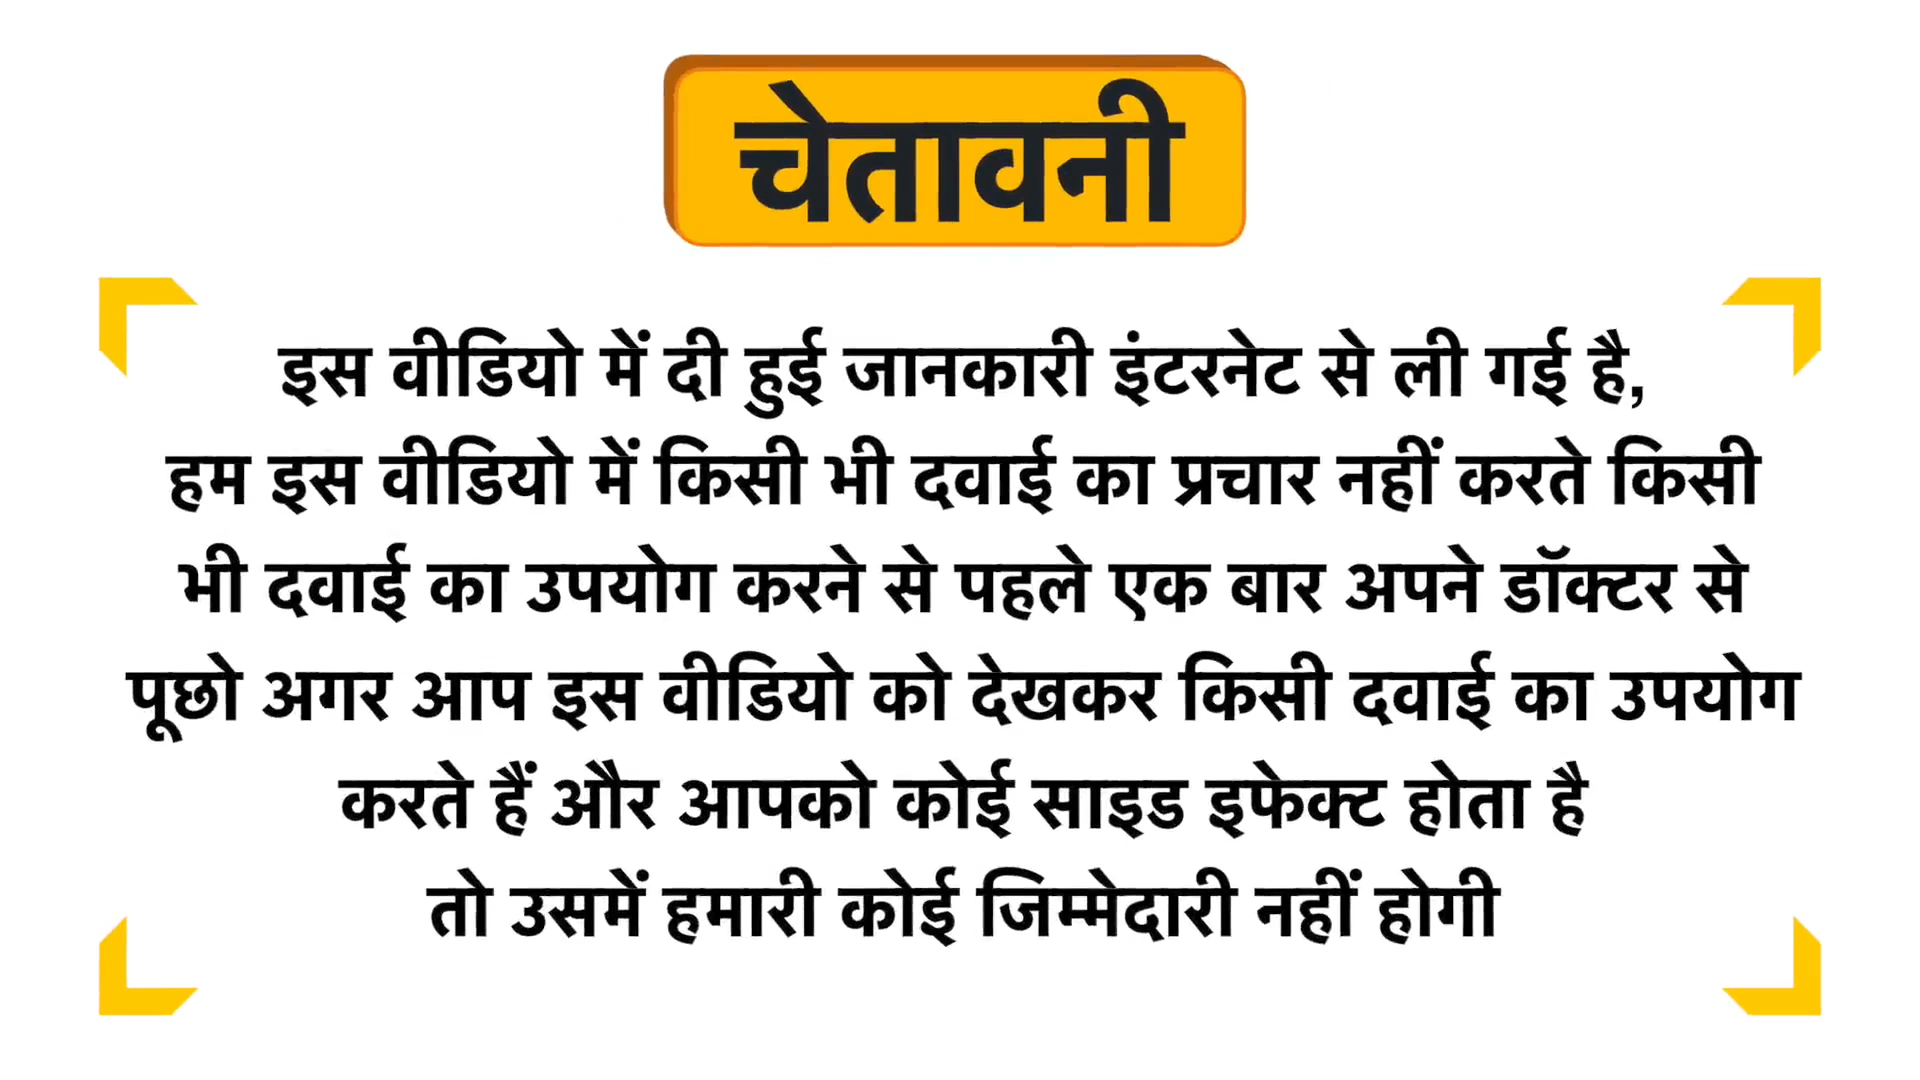 चेतावनी
इस वीडियो में दी हुई जानकारी इंटरनेट से ली गई है,
हम इस वीडियो में किसी भी दवाई का प्रचार नहीं करते किसी
भी दवाई का उपयोग करने से पहले एक बार अपने डॉक्टर से
पूछो अगर आप इस वीडियो को देखकर किसी दवाई का उपयोग
करते हैं और आपको कोई साइड इफेक्ट होता है
तो उसमें हमारी कोई जिम्मेदारी नहीं होगी